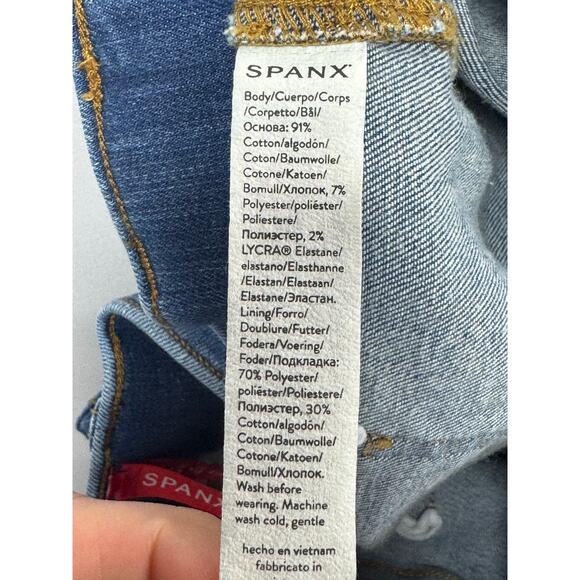 SPANX
Body/Cuerpo/Corps
/Corpetto/Bål/
Основа: 91%
Cotton/algodón/
Coton/Baumwolle/
Cotone/Katoen/
Bomull/Хлопок, 7%
Polyester/poliéster/
Poliestere/
Полиэстер, 2%
LYCRA® Elastane/
elastano/Elasthanne
/Elastan/Elastaan/
Elastane/Эластан.
Lining/Forro/
Doublure/Futter/
Fodera/Voering/
Foder/Подкладка:
70% Polyester/
poliéster/Poliestere/
Полиэстер, 30%
Cotton/algodón/
Coton/Baumwolle/
Cotone/Katoen/
Bomull/Хлопок.
Wash before
wearing. Machine
wash cold, gentle
hecho en vietnam
fabbricato in
SPANX